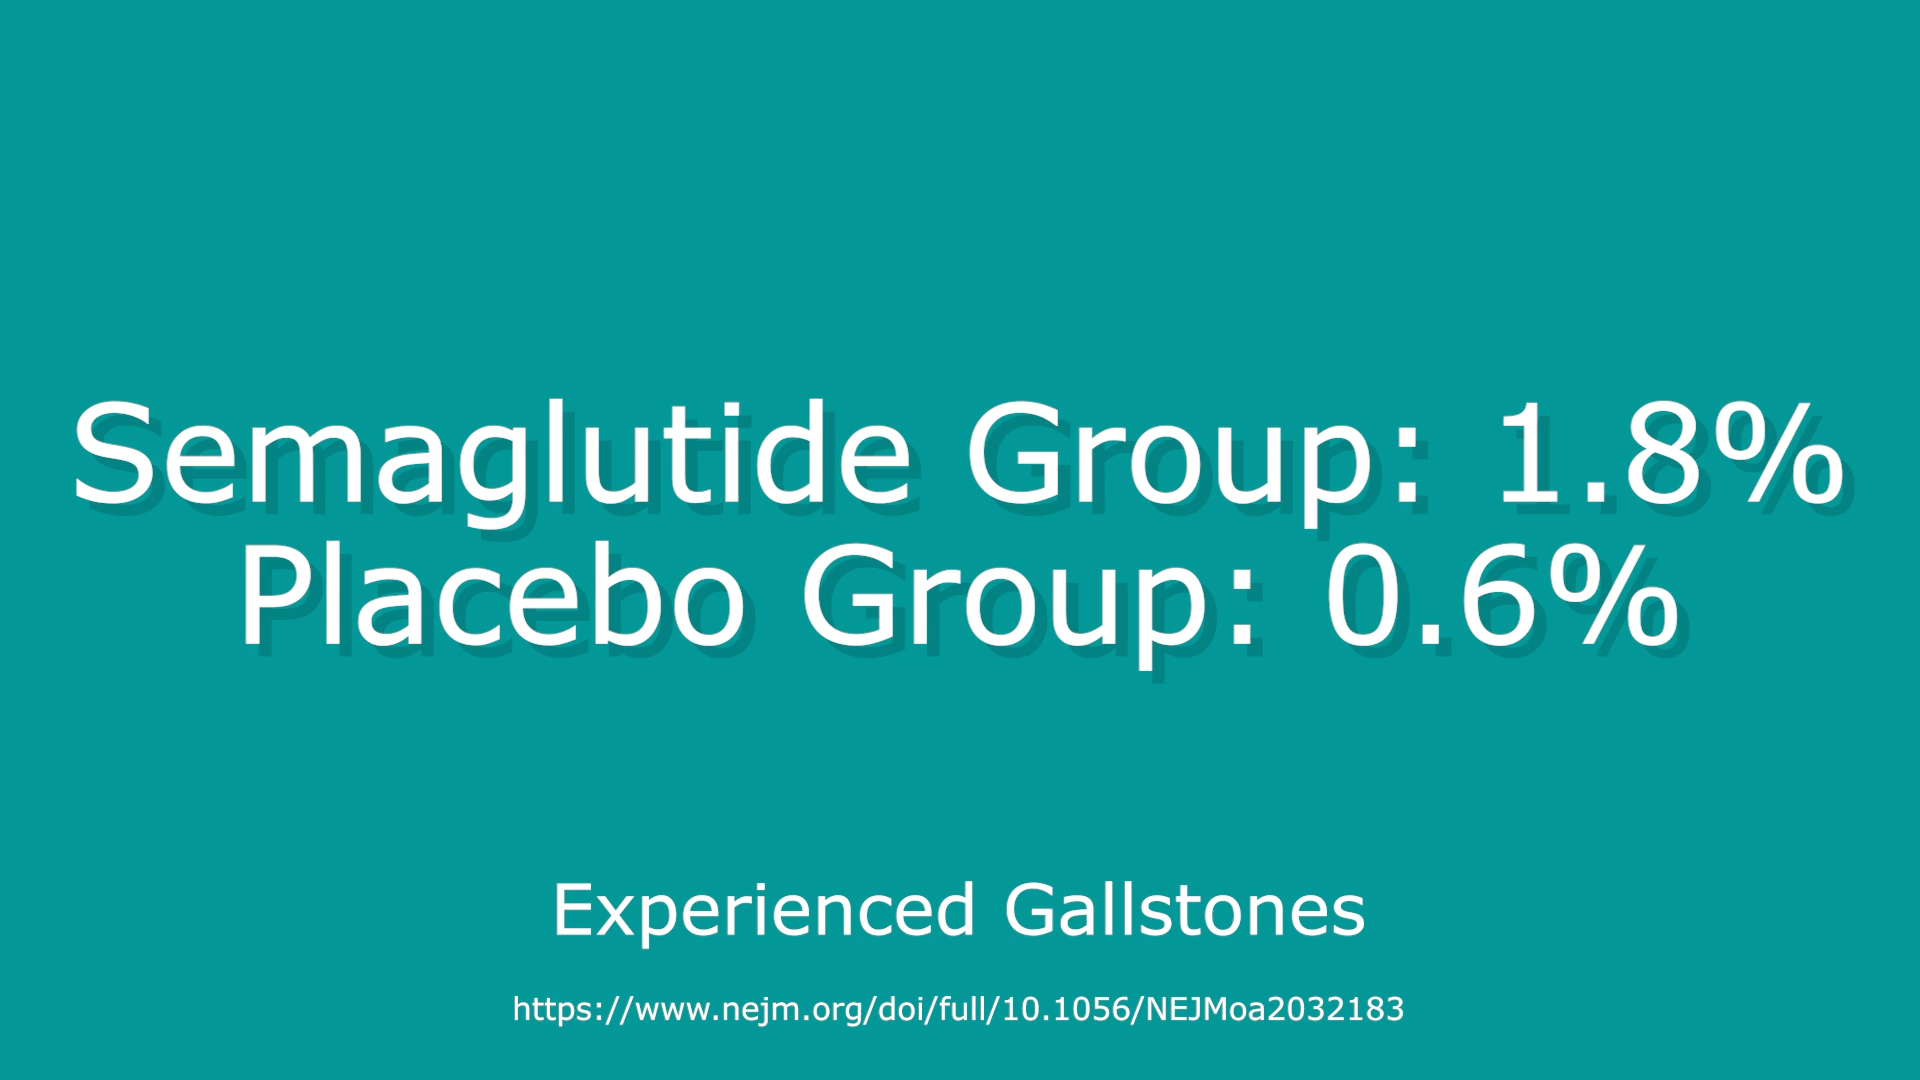 Semaglutide Group: 1.8%
Placebo Group: 0.6%
Experienced Gallstones
https://www.nejm.org/doi/full/10.1056/NEJMoa2032183